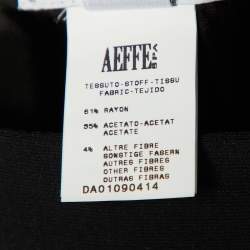 AEFFE SPA
TESSUTO-STOFF-TISSU
FABRIC-TEJIDO
61% RAYON
35% ACETATO-ACETAT
ACETATE
4% ALTRE FIBRE
SONSTIGE FASERN
AUTRES FIBRES
OTHER FIBRES
OUTRAS FIBRAS
DA01090414